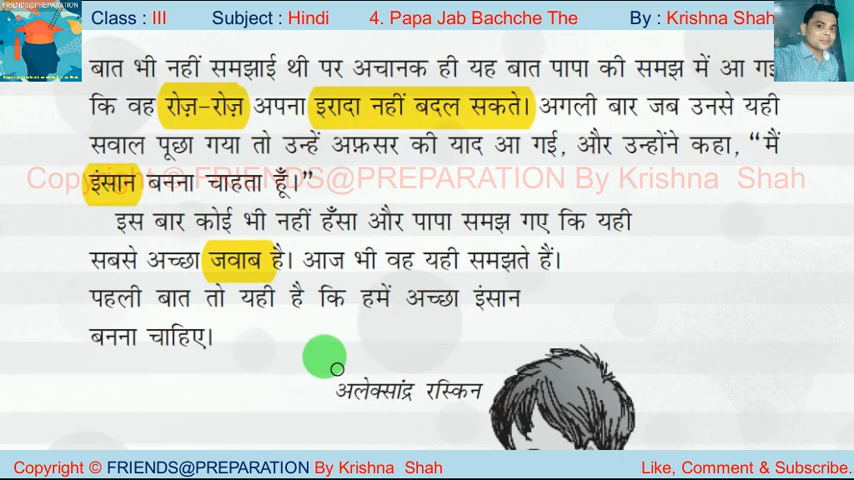 FRIENDS@PREPARATION
Class : III Subject : Hindi 4. Papa Jab Bachche The By : Krishna Shah
बात भी नहीं समझाई थी पर अचानक ही यह बात पापा की समझ में आ गई
कि वह रोज़-रोज़ अपना इरादा नहीं बदल सकते। अगली बार जब उनसे यही
सवाल पूछा गया तो उन्हें अफ़सर की याद आ गई, और उन्होंने कहा, “मैं
Copyright © FRIENDS@PREPARATION By Krishna Shah
इंसान बनना चाहता हूँ।”
इस बार कोई भी नहीं हँसा और पापा समझ गए कि यही
सबसे अच्छा जवाब है। आज भी वह यही समझते हैं।
पहली बात तो यही है कि हमें अच्छा इंसान
बनना चाहिए।
अलेक्सांद्र रस्किन
Copyright © FRIENDS@PREPARATION By Krishna Shah Like, Comment & Subscribe.